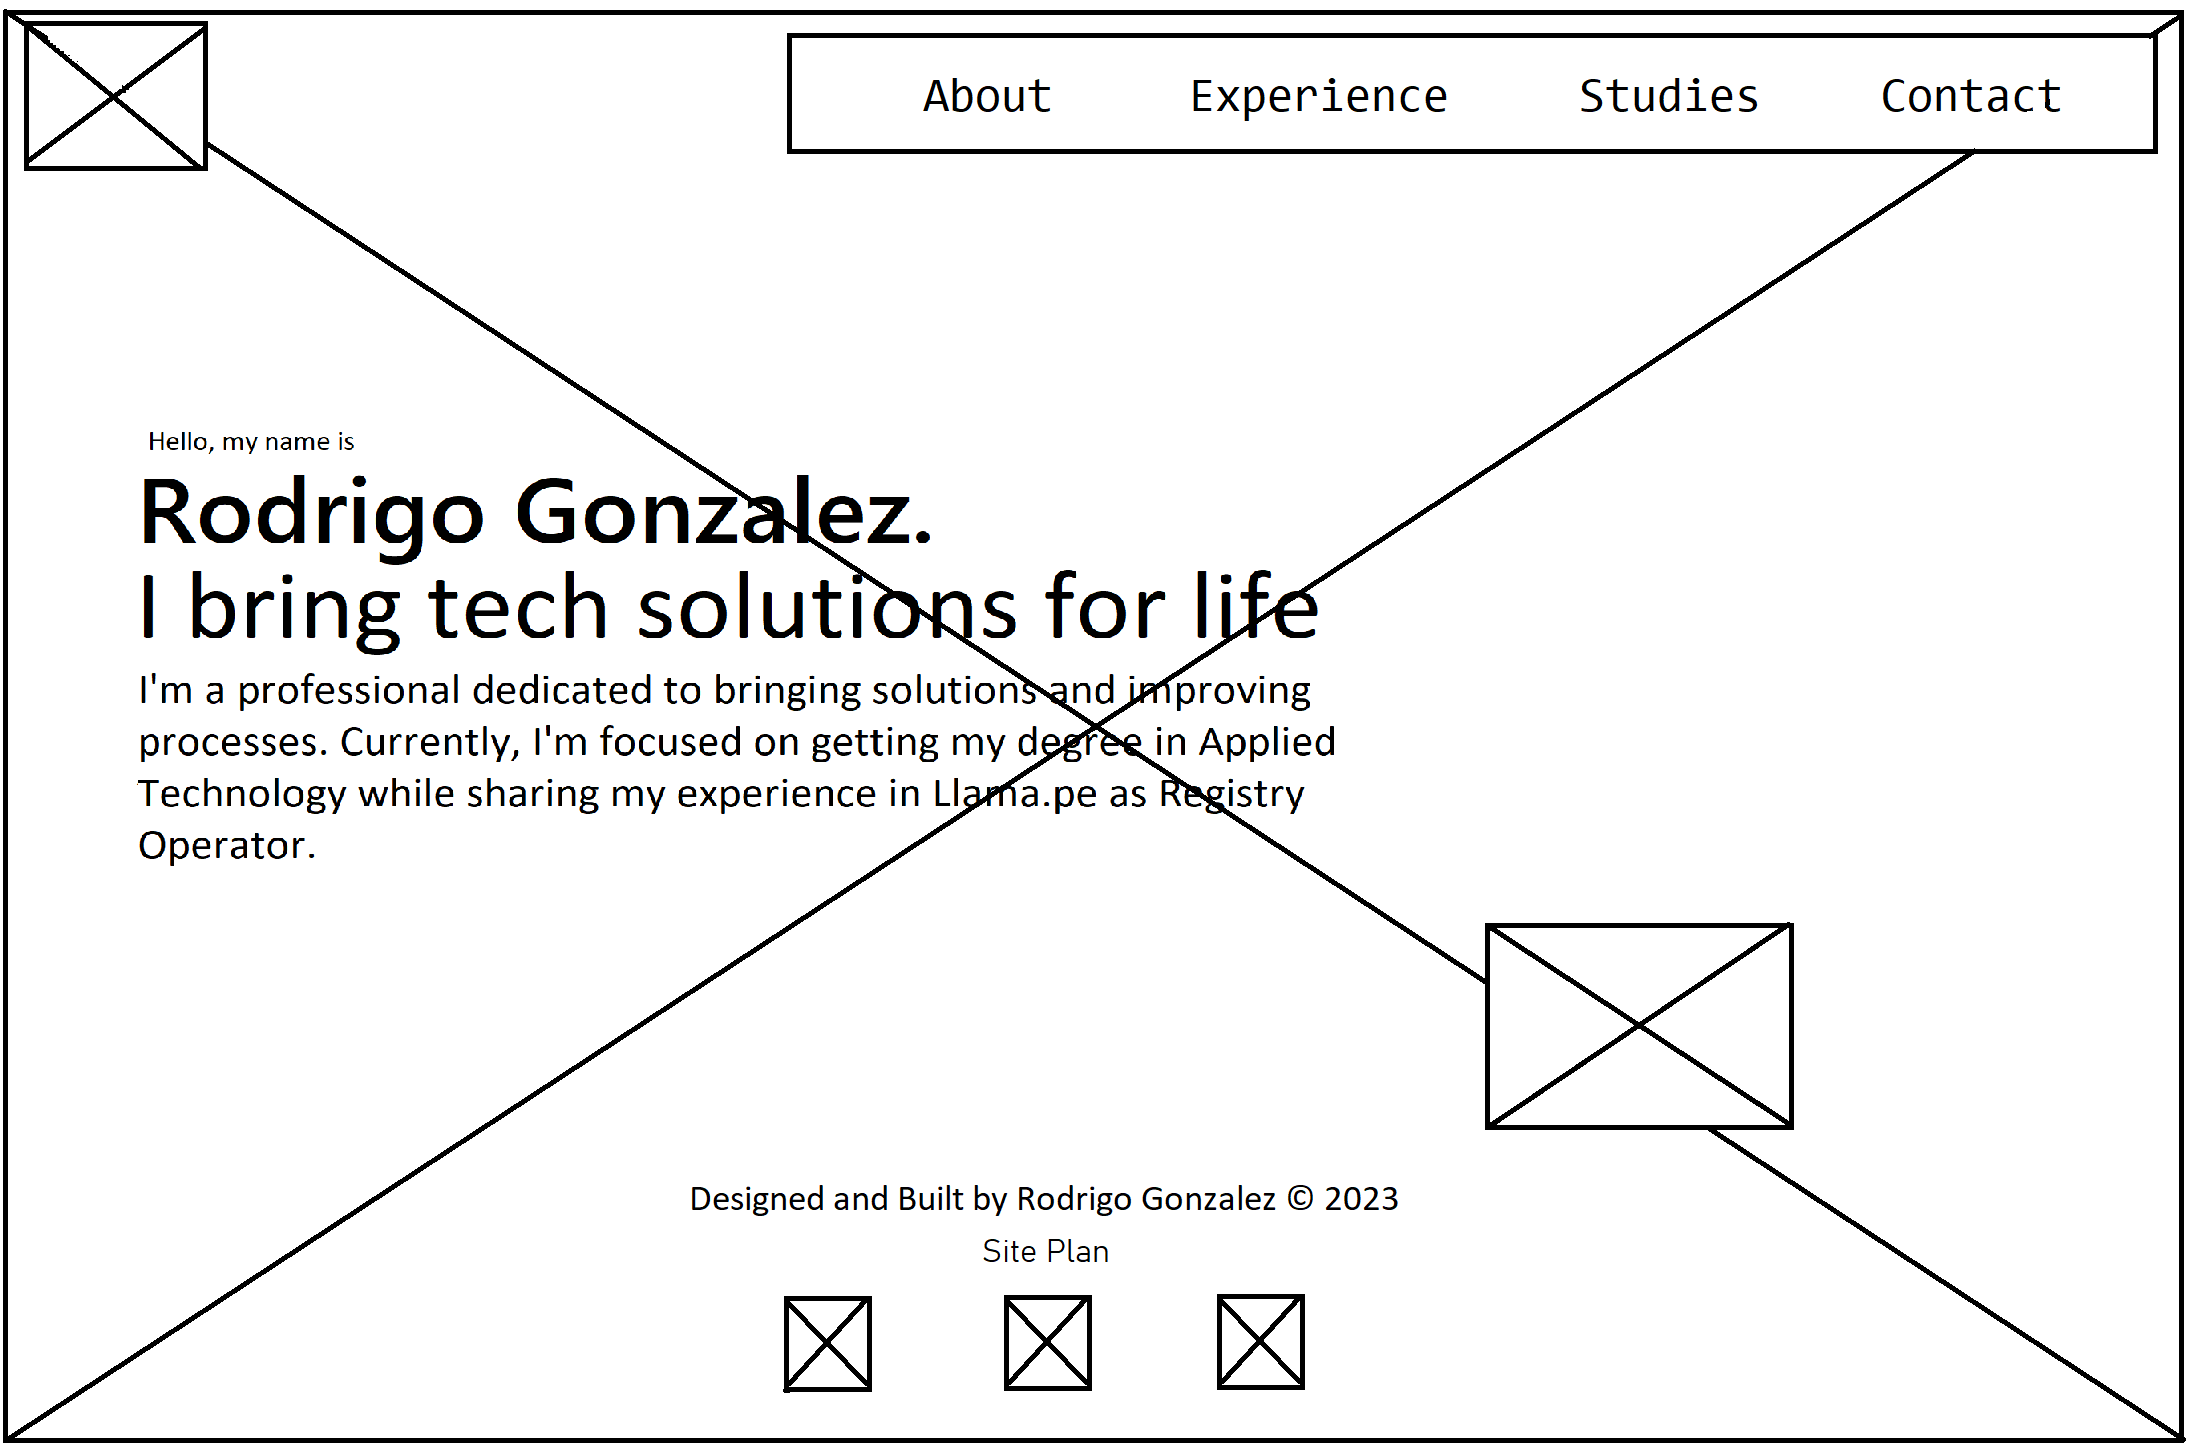 About Experience Studies Contact
Hello, my name is
Rodrigo Gonzalez.
I bring tech solutions for life
I'm a professional dedicated to bringing solutions and improving
processes. Currently, I'm focused on getting my degree in Applied
Technology while sharing my experience in Llama.pe as Registry
Operator.
Designed and Built by Rodrigo Gonzalez © 2023
Site Plan